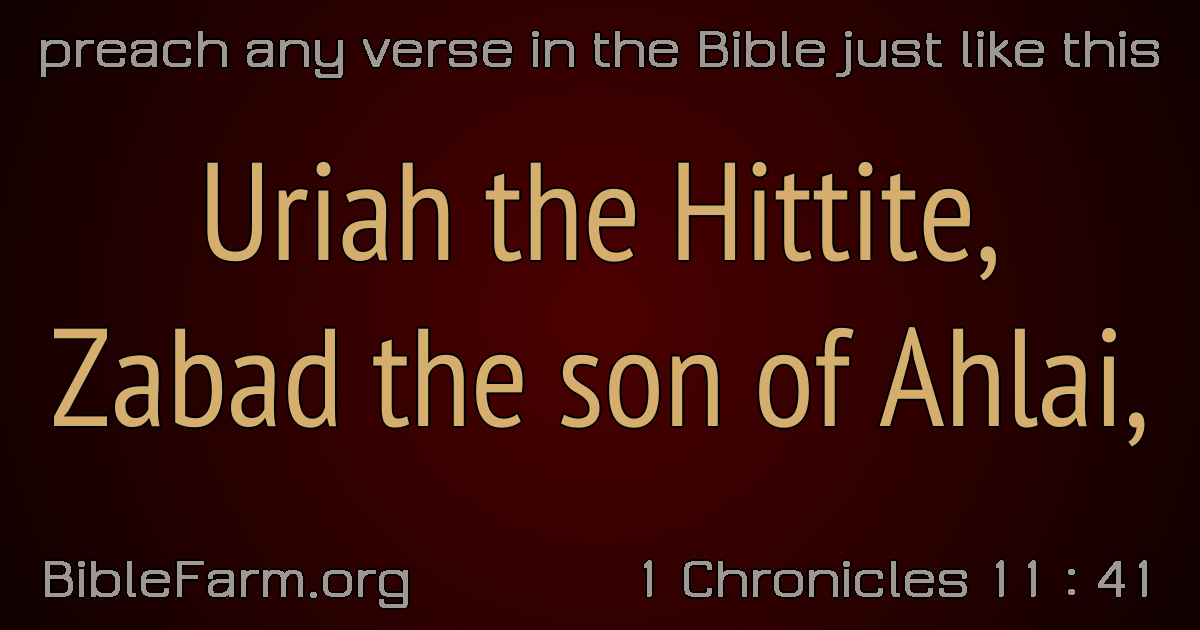 preach any verse in the Bible just like this
Uriah the Hittite,
Zabad the son of Ahlai,
BibleFarm.org
1 Chronicles 11 : 41